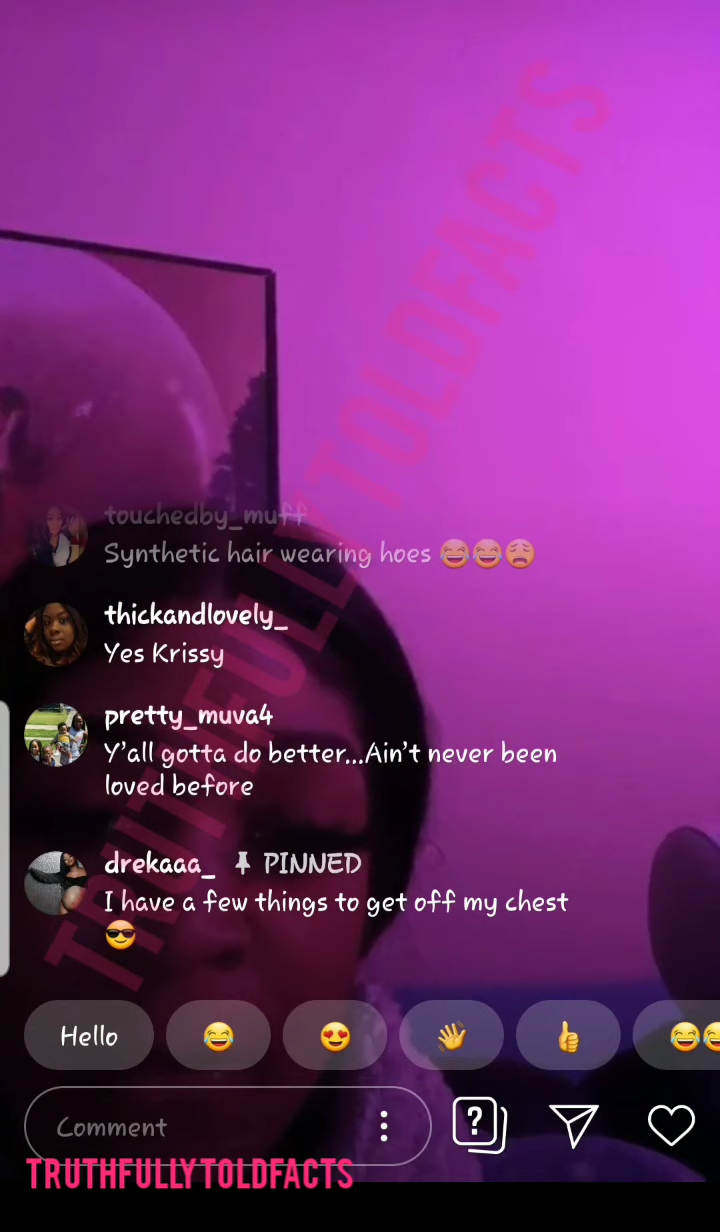 TRUTHFULLYTOLDFACTS
touchedby_muff
Synthetic hair wearing hoes 😂😂😩
thickandlovely_
Yes Krissy
pretty_muva4
Y'all gotta do better...Ain't never been
loved before
drekaaa_ 📌 PINNED
I have a few things to get off my chest
😎
Hello
Comment
TRUTHFULLYTOLDFACTS